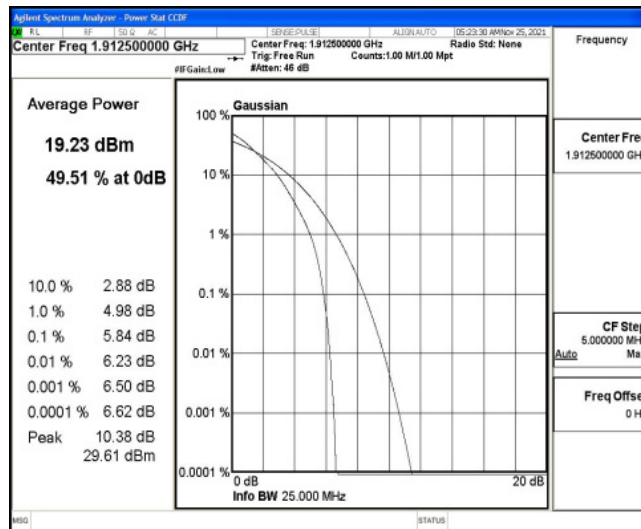 Agilent Spectrum Analyzer - Power Stat CCDF
RL RF 50 Ω AC SENSE:PULSE ALIGN AUTO 05:23:30 AM Nov 25, 2021
Center Freq 1.912500000 GHz
Center Freq: 1.912500000 GHz Radio Std: None
Trig: Free Run Counts:1.00 M/1.00 Mpt
#IFGain:Low #Atten: 46 dB
Frequency
Average Power
19.23 dBm
49.51 % at 0dB
10.0 % 2.88 dB
1.0 % 4.98 dB
0.1 % 5.84 dB
0.01 % 6.23 dB
0.001 % 6.50 dB
0.0001 % 6.62 dB
Peak 10.38 dB
29.61 dBm
Gaussian
100 %
10 %
1 %
0.1 %
0.01 %
0.001 %
0.0001 %
0 dB 20 dB
Info BW 25.000 MHz
Center Fre
1.912500000 GH
CF Step
5.000000 MH
Auto Ma
Freq Offse
0 H
MSG STATUS